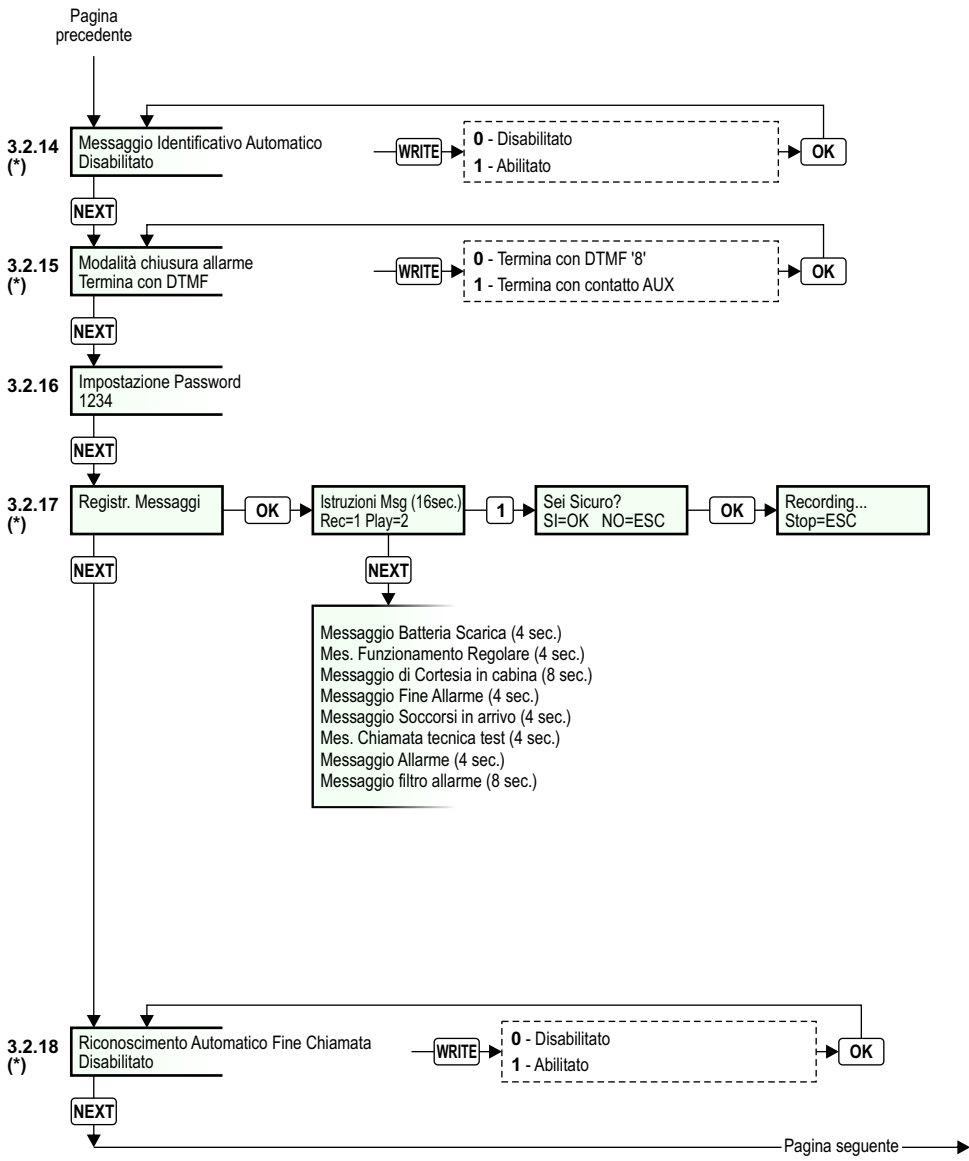 Pagina
precedente
3.2.14
(*)
Messaggio Identificativo Automatico
Disabilitato
WRITE
0 - Disabilitato
1 - Abilitato
OK
NEXT
3.2.15
(*)
Modalità chiusura allarme
Termina con DTMF
WRITE
0 - Termina con DTMF '8'
1 - Termina con contatto AUX
OK
NEXT
3.2.16
Impostazione Password
1234
NEXT
3.2.17
(*)
Registr. Messaggi
OK
Istruzioni Msg (16sec.)
Rec=1 Play=2
1
Sei Sicuro?
SI=OK NO=ESC
OK
Recording...
Stop=ESC
NEXT
NEXT
Messaggio Batteria Scarica (4 sec.)
Mes. Funzionamento Regolare (4 sec.)
Messaggio di Cortesia in cabina (8 sec.)
Messaggio Fine Allarme (4 sec.)
Messaggio Soccorsi in arrivo (4 sec.)
Mes. Chiamata tecnica test (4 sec.)
Messaggio Allarme (4 sec.)
Messaggio filtro allarme (8 sec.)
3.2.18
(*)
Riconoscimento Automatico Fine Chiamata
Disabilitato
WRITE
0 - Disabilitato
1 - Abilitato
OK
NEXT
Pagina seguente